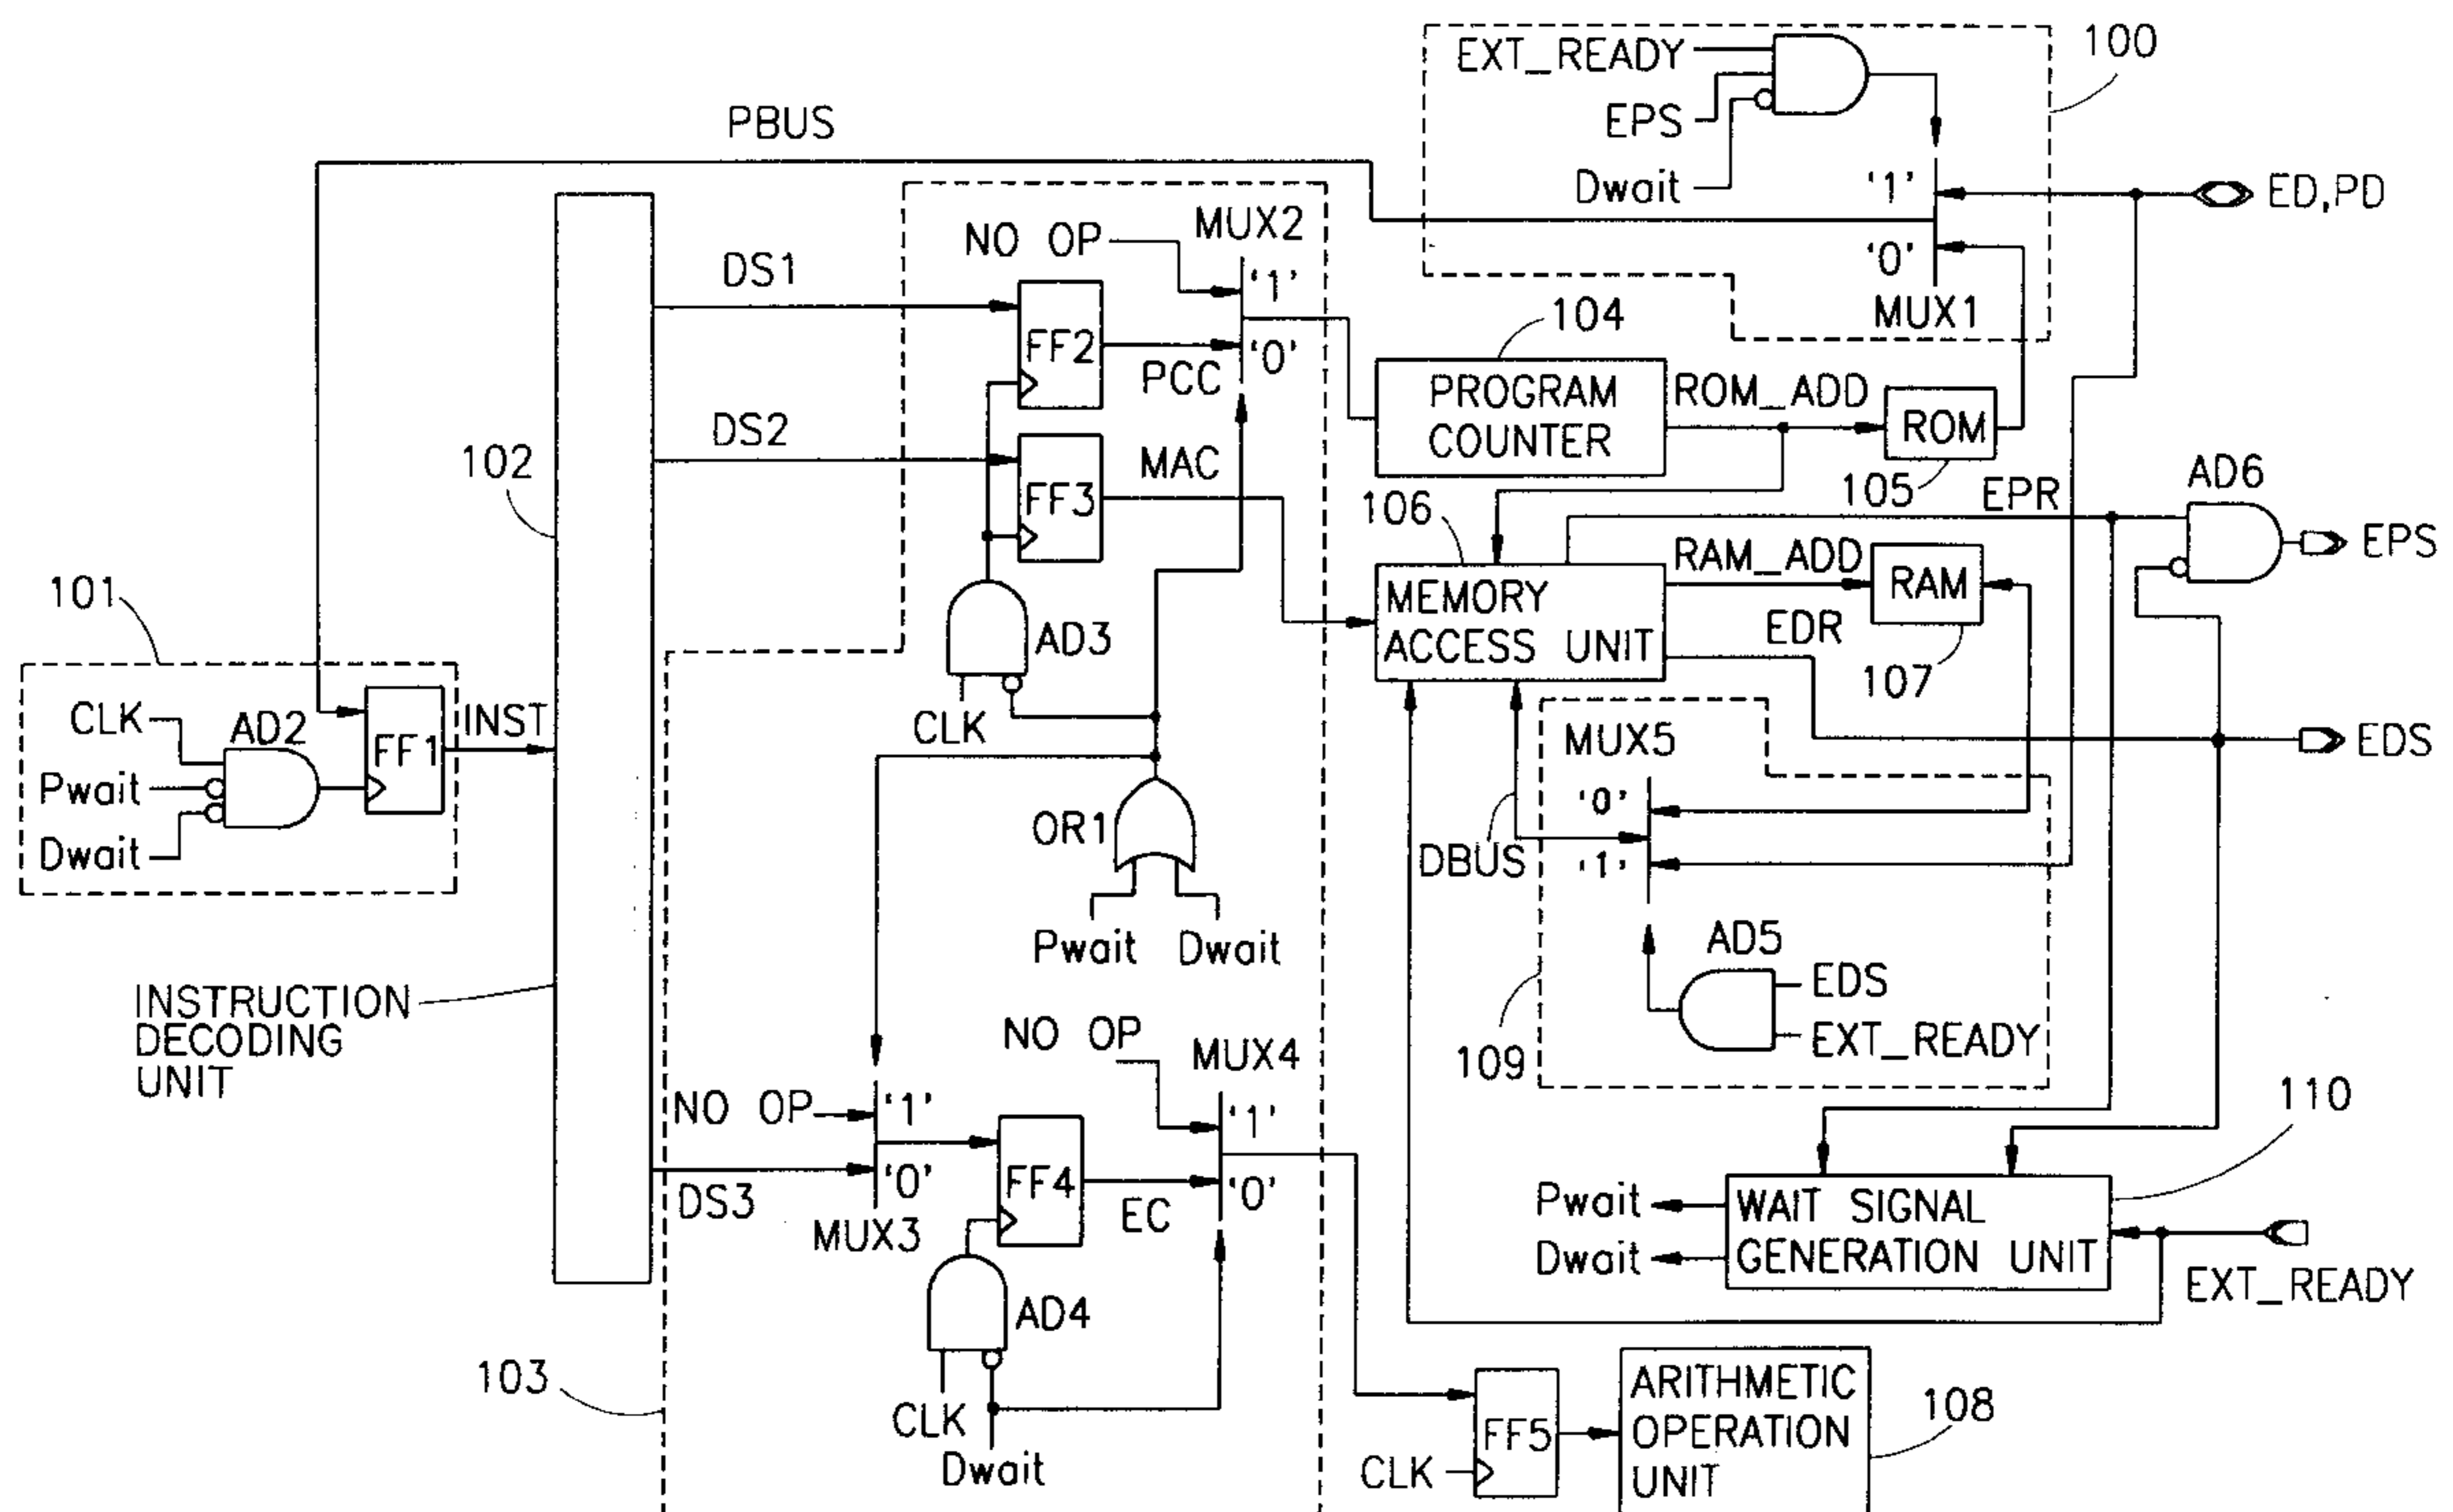 EXT_READY
EPS
Dwait
100
PBUS
'1'
ED,PD
'0'
MUX1
NO OP
MUX2
'1'
'0'
DS1
FF2
PCC
104
PROGRAM
COUNTER
ROM_ADD
ROM
105
DS2
102
FF3
MAC
106
EPR
AD6
EPS
MEMORY
ACCESS UNIT
RAM_ADD
RAM
EDR
107
101
AD3
CLK
CLK
AD2
Pwait
Dwait
FF1
INST
MUX5
'0'
'1'
EDS
OR1
DBUS
Pwait
Dwait
AD5
EDS
EXT_READY
109
INSTRUCTION
DECODING
UNIT
NO OP
MUX4
'1'
'0'
110
NO OP
'1'
'0'
DS3
MUX3
FF4
EC
Pwait
Dwait
WAIT SIGNAL
GENERATION UNIT
EXT_READY
AD4
CLK
Dwait
103
FF5
CLK
ARITHMETIC
OPERATION
UNIT
108